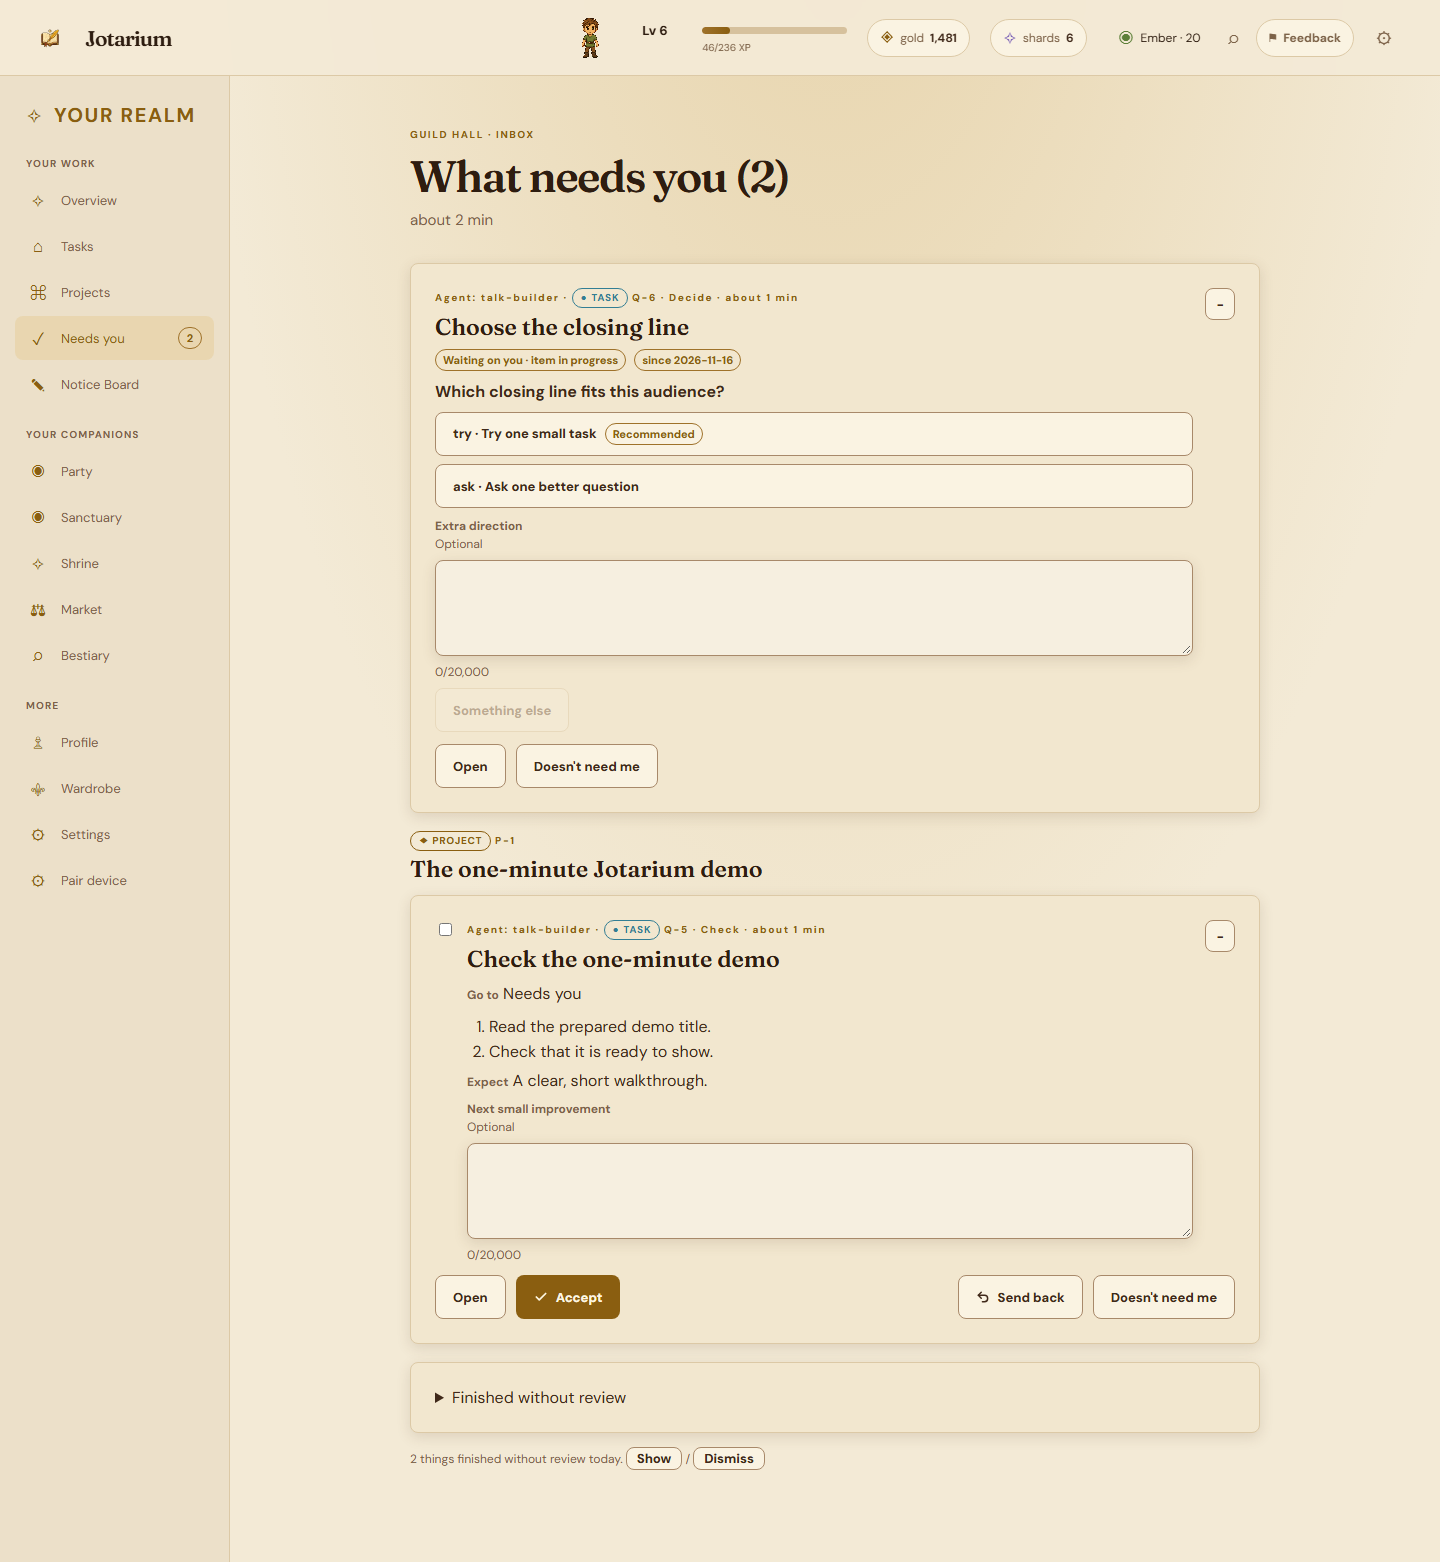 Jotarium
Lv 6
46/236 XP
gold 1,481
shards 6
Ember · 20
Feedback
YOUR REALM
YOUR WORK
Overview
Tasks
Projects
Needs you 2
Notice Board
YOUR COMPANIONS
Party
Sanctuary
Shrine
Market
Bestiary
MORE
Profile
Wardrobe
Settings
Pair device
GUILD HALL · INBOX
What needs you (2)
about 2 min
Agent: talk-builder · • TASK Q-6 · Decide · about 1 min
-
Choose the closing line
Waiting on you · item in progress since 2026-11-16
Which closing line fits this audience?
try · Try one small task Recommended
ask · Ask one better question
Extra direction
Optional
0/20,000
Something else
Open Doesn't need me
PROJECT P-1
The one-minute Jotarium demo
Agent: talk-builder · • TASK Q-5 · Check · about 1 min
-
Check the one-minute demo
Go to Needs you
1. Read the prepared demo title.
2. Check that it is ready to show.
Expect A clear, short walkthrough.
Next small improvement
Optional
0/20,000
Open Accept Send back Doesn't need me
Finished without review
2 things finished without review today. Show / Dismiss